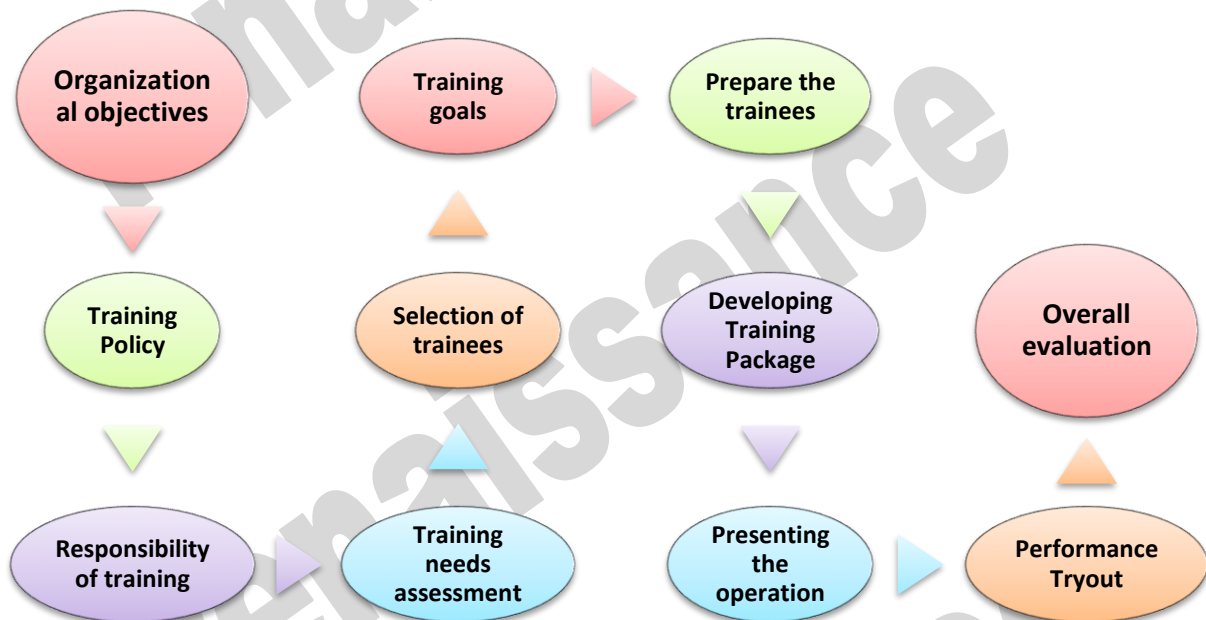 Organization
al objectives
Training
Policy
Responsibility
of training
Training
needs
assessment
Selection of
trainees
Training
goals
Prepare the
trainees
Developing
Training
Package
Presenting
the
operation
Performance
Tryout
Overall
evaluation